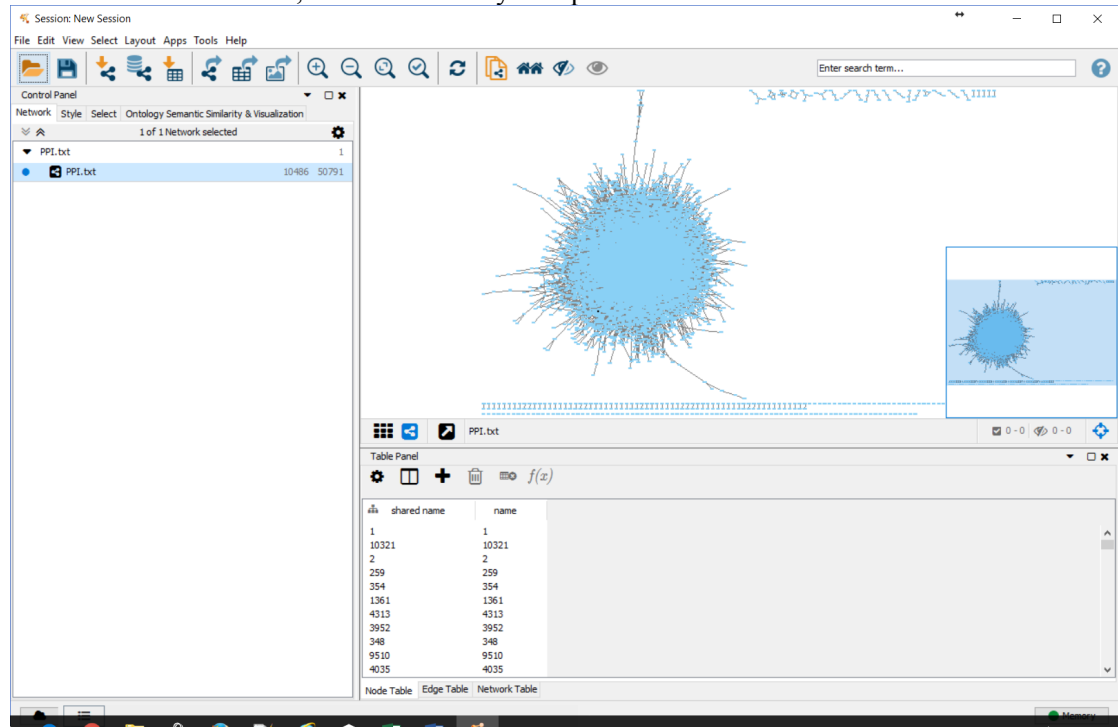 Session: New Session
File Edit View Select Layout Apps Tools Help
Enter search term...
Control Panel
Network Style Select Ontology Semantic Similarity & Visualization
1 of 1 Network selected
PPI.txt 1
PPI.txt 10486 50791
PPI.txt
0 - 0 0 - 0
Table Panel
f(x)
shared name name
1 1
10321 10321
2 2
259 259
354 354
1361 1361
4313 4313
3952 3952
348 348
9510 9510
4035 4035
Node Table Edge Table Network Table
Memory